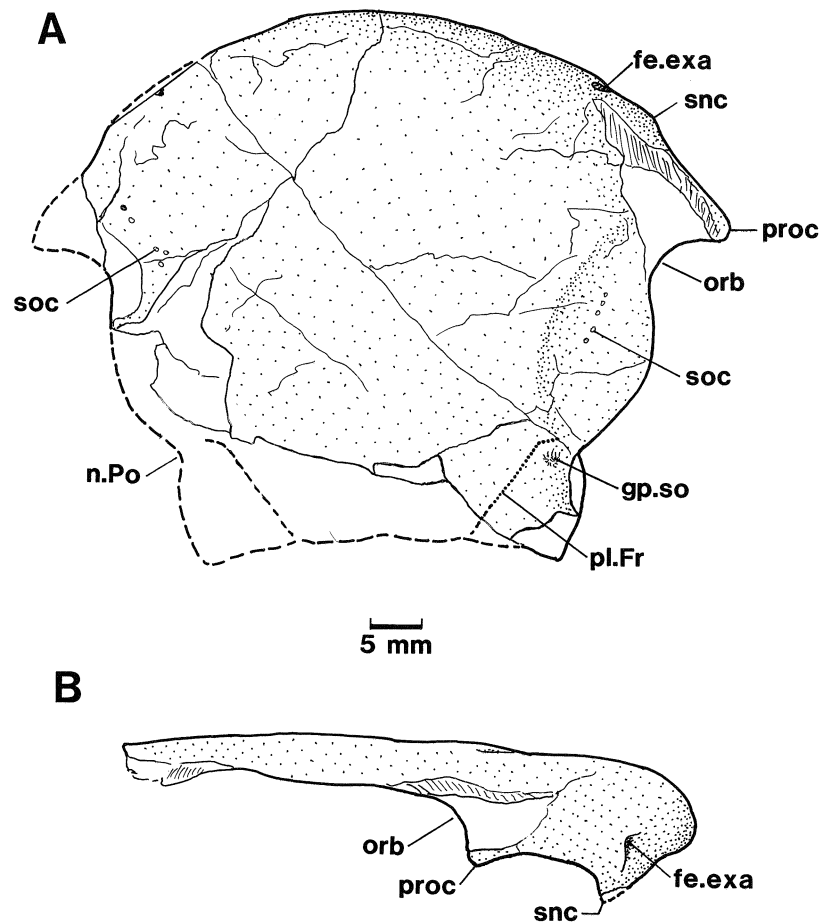 A
fe.exa
snc
proc
orb
soc
soc
n.Po
gp.so
pl.Fr
5 mm
B
orb
proc
fe.exa
snc